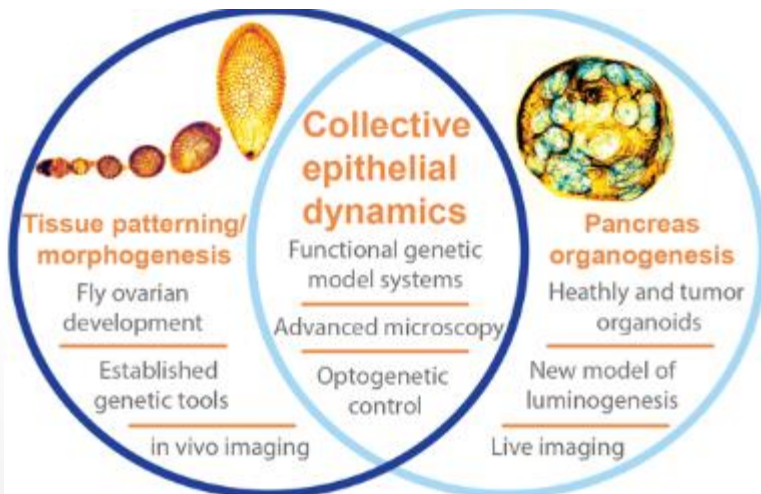 Tissue patterning/
morphogenesis
Fly ovarian
development
Established
genetic tools
in vivo imaging
Collective
epithelial
dynamics
Functional genetic
model systems
Advanced microscopy
Optogenetic
control
Pancreas
organogenesis
Heathly and tumor
organoids
New model of
luminogenesis
Live imaging